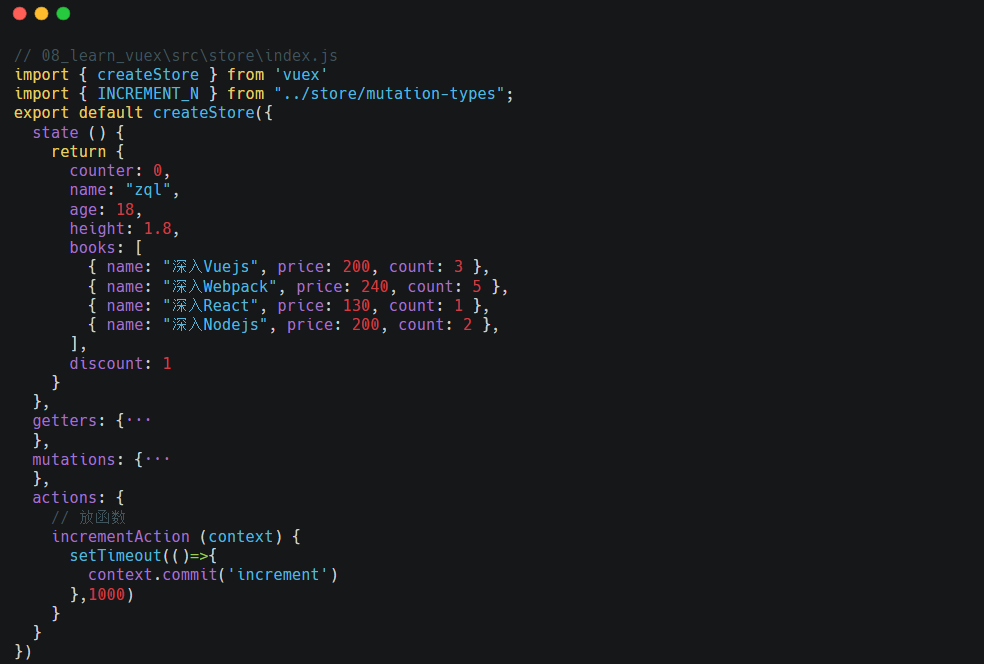 // 08_learn_vuex\src\store\index.js
import { createStore } from 'vuex'
import { INCREMENT_N } from "../store/mutation-types";
export default createStore({
  state () {
    return {
      counter: 0,
      name: "zql",
      age: 18,
      height: 1.8,
      books: [
        { name: "深入Vuejs", price: 200, count: 3 },
        { name: "深入Webpack", price: 240, count: 5 },
        { name: "深入React", price: 130, count: 1 },
        { name: "深入Nodejs", price: 200, count: 2 },
      ],
      discount: 1
    }
  },
  getters: {···
  },
  mutations: {···
  },
  actions: {
    // 放函数
    incrementAction (context) {
      setTimeout(()=>{
        context.commit('increment')
      },1000)
    }
  }
})